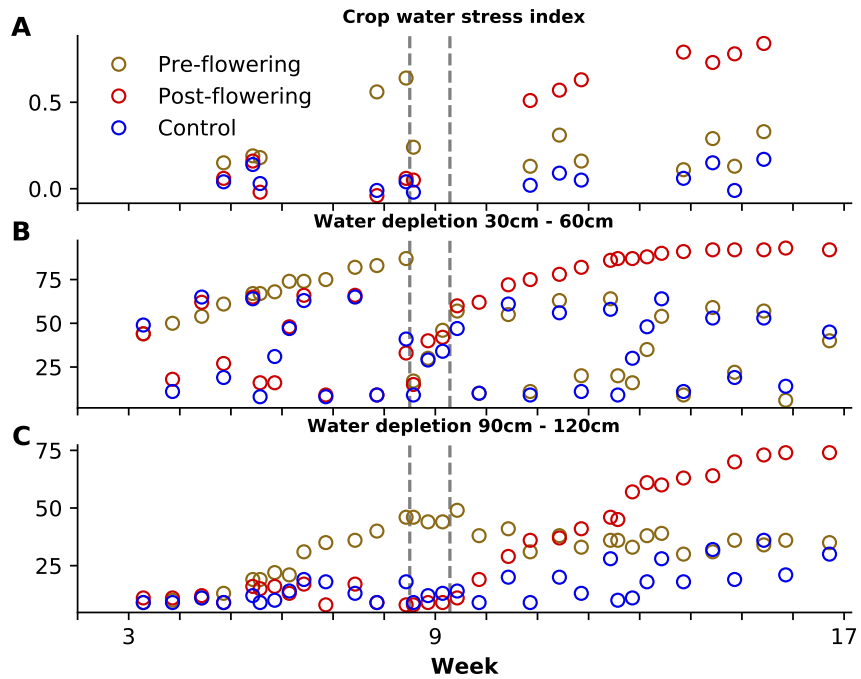 Crop water stress index
A
Pre-flowering
Post-flowering
Control
0.5
0.0
Water depletion 30cm - 60cm
B
75
50
25
Water depletion 90cm - 120cm
C
75
50
25
3 9 17
Week